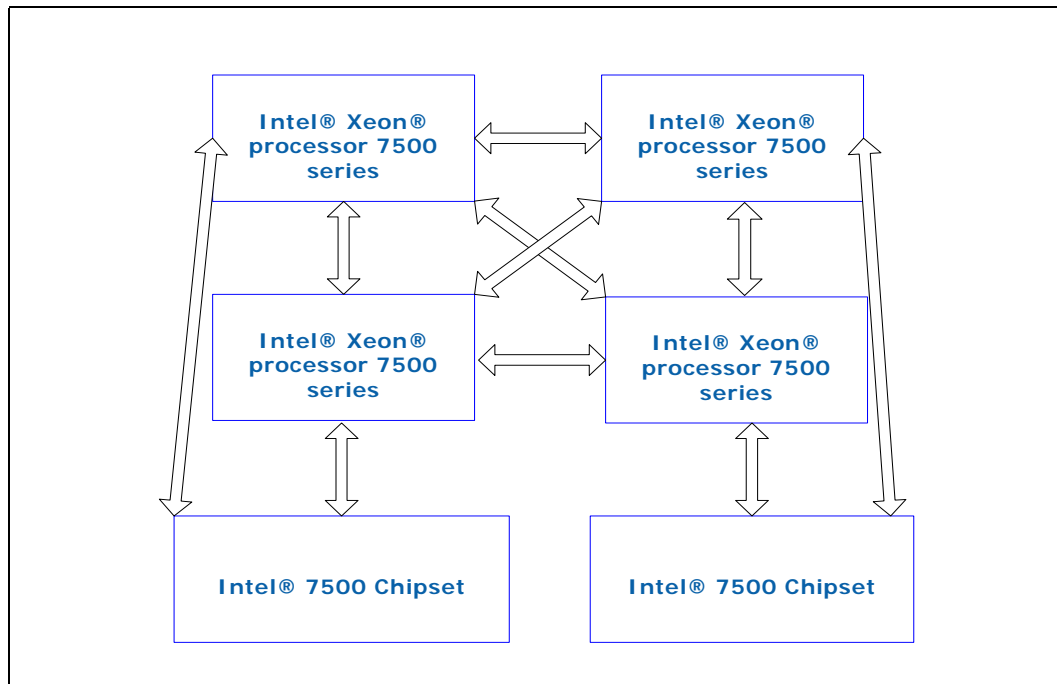 Intel® Xeon®
processor 7500
series
Intel® Xeon®
processor 7500
series
Intel® Xeon®
processor 7500
series
Intel® Xeon®
processor 7500
series
Intel® 7500 Chipset
Intel® 7500 Chipset